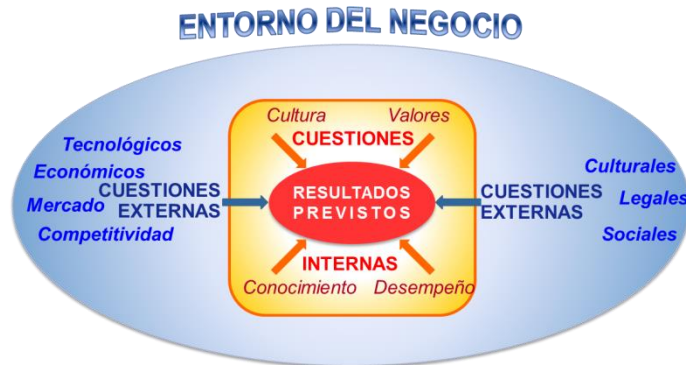 ENTORNO DEL NEGOCIO
Cultura
Valores
CUESTIONES
Tecnológicos
Económicos
Mercado
Competitividad
CUESTIONES
EXTERNAS
RESULTADOS
PREVISTOS
CUESTIONES
EXTERNAS
Culturales
Legales
Sociales
INTERNAS
Conocimiento
Desempeño